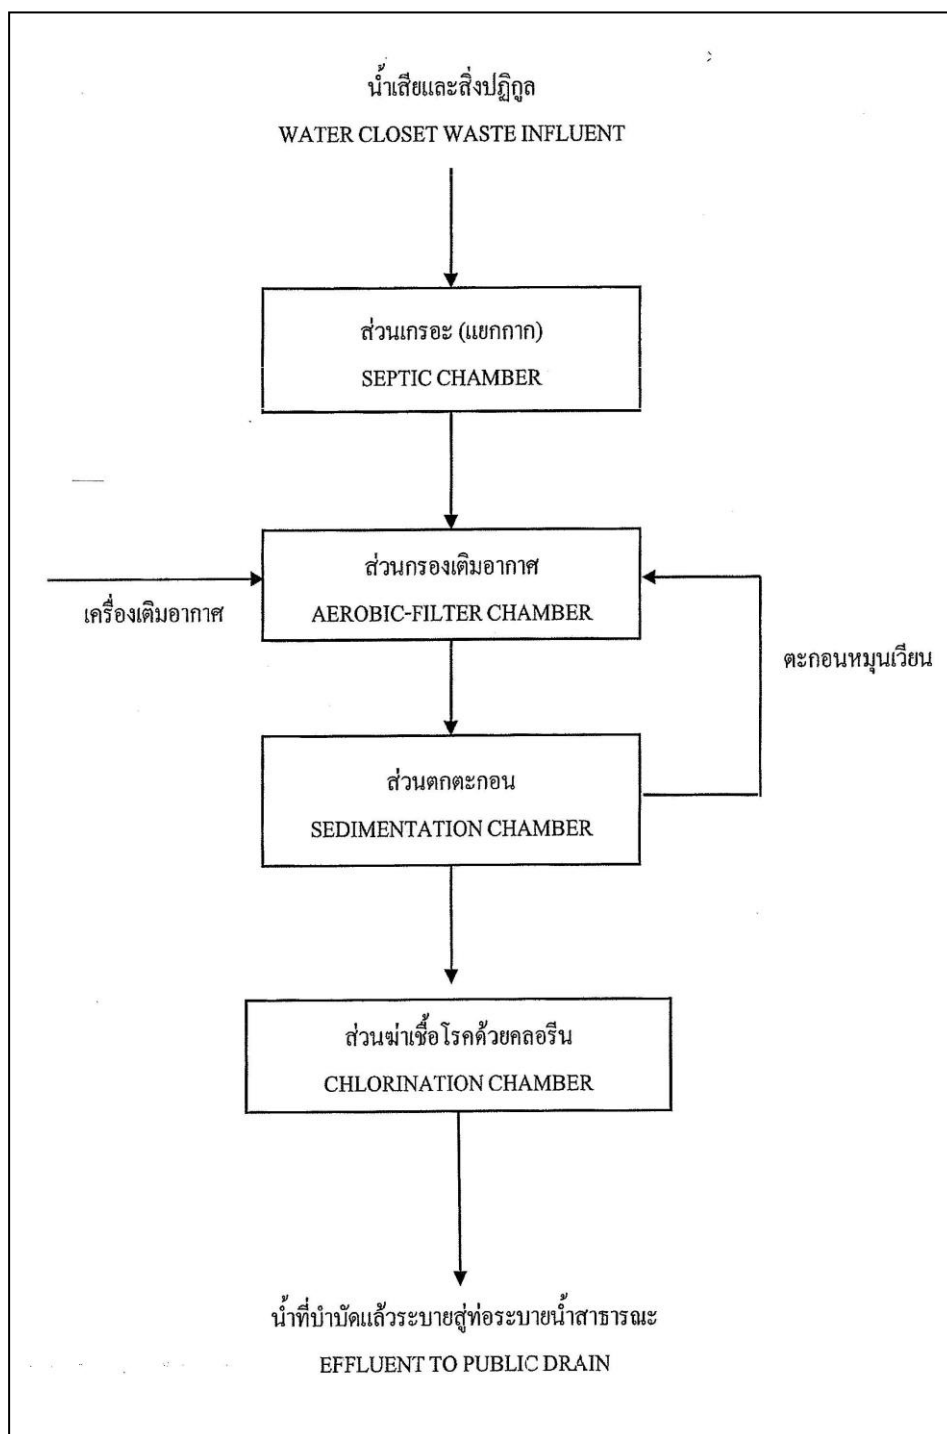 น้ำเสียและสิ่งปฏิกูล
WATER CLOSET WASTE INFLUENT
ส่วนเกรอะ (แยกกาก)
SEPTIC CHAMBER
ส่วนกรองเติมอากาศ
AEROBIC-FILTER CHAMBER
เครื่องเติมอากาศ
ตะกอนหมุนเวียน
ส่วนตกตะกอน
SEDIMENTATION CHAMBER
ส่วนฆ่าเชื้อโรคด้วยคลอรีน
CHLORINATION CHAMBER
น้ำที่บำบัดแล้วระบายสู่ท่อระบายน้ำสาธารณะ
EFFLUENT TO PUBLIC DRAIN